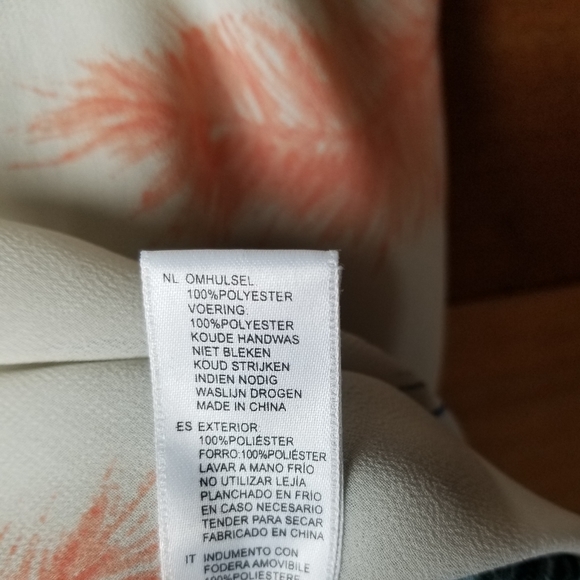 NL OMHULSEL
100%POLYESTER
VOERING:
100%POLYESTER
KOUDE HANDWAS
NIET BLEKEN
KOUD STRIJKEN
INDIEN NODIG
WASLIJN DROGEN
MADE IN CHINA
ES EXTERIOR:
100%POLIÉSTER
FORRO:100%POLIÉSTER
LAVAR A MANO FRÍO
NO UTILIZAR LEJÍA
PLANCHADO EN FRÍO
EN CASO NECESARIO
TENDER PARA SECAR
FABRICADO EN CHINA
IT INDUMENTO CON
FODERA AMOVIBILE
100%POLIESTERE